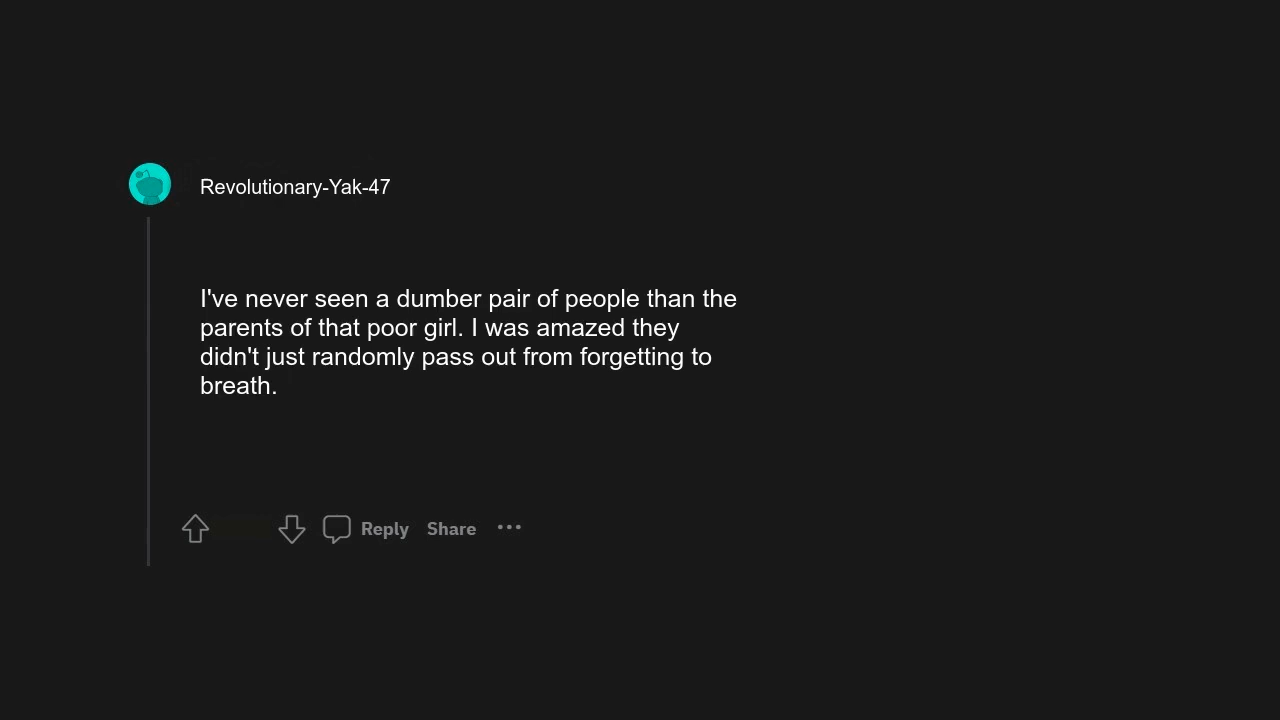 Revolutionary-Yak-47
I've never seen a dumber pair of people than the
parents of that poor girl. I was amazed they
didn't just randomly pass out from forgetting to
breath.
Reply Share